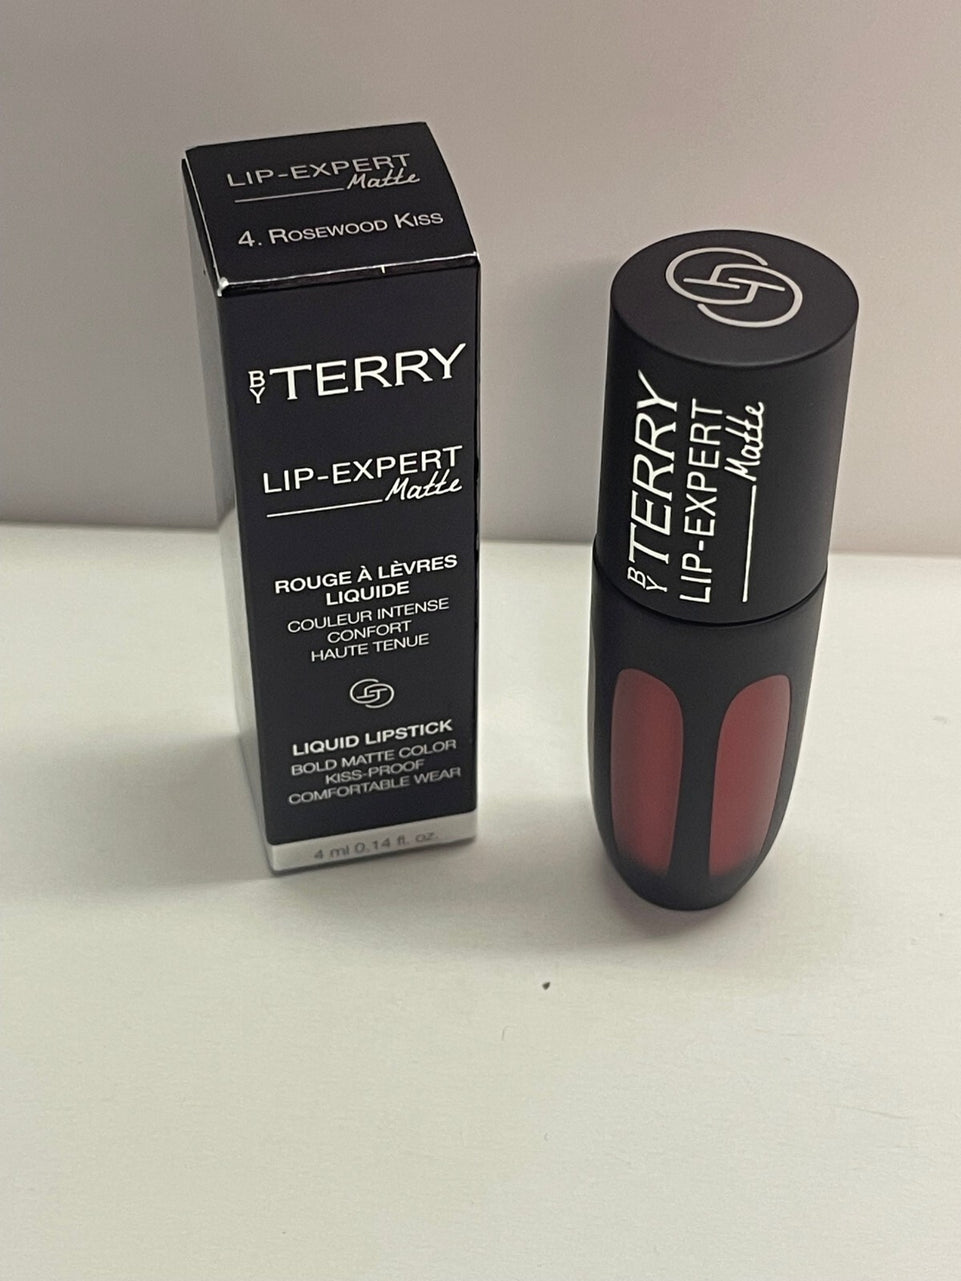 LIP-EXPERT
Matte
4. ROSEWOOD KISS
BY TERRY
LIP-EXPERT
Matte
ROUGE À LÈVRES
LIQUIDE
COULEUR INTENSE
CONFORT
HAUTE TENUE
LIQUID LIPSTICK
BOLD MATTE COLOR
KISS-PROOF
COMFORTABLE WEAR
4 ml 0.14 fl. oz.
BY TERRY
LIP-EXPERT
Matte